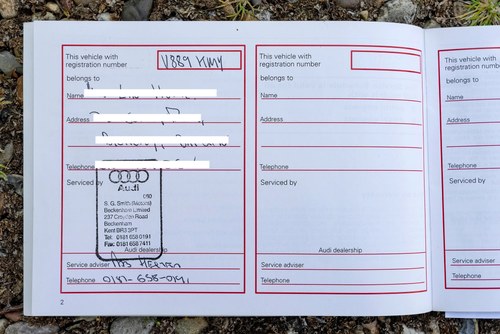 This vehicle with
registration number V889 KMY
belongs to
Name
Address
Telephone
Serviced by
Audi
S. G. Smith (Motors)
Beckenham Limited
237 Croydon Road
Beckenham
Kent BR3 3PT
Tel: 0181 658 0191
Fax: 0181 658 7411
Audi dealership
Service adviser
Telephone 0181-658-0191
2
This vehicle with
registration number
belongs to
Name
Address
Telephone
Serviced by
Audi dealership
Service adviser
Telephone
This vehicle with
registration number
belongs to
Name
Address
Telephone
Serviced by
Service adviser
Telephone